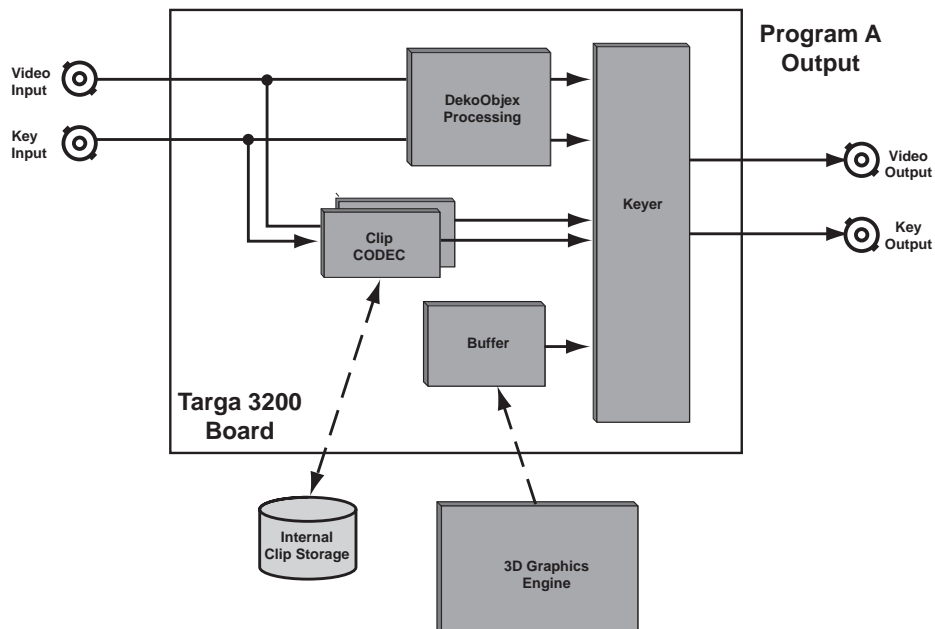 Program A
Output
Video
Input
DekoObjex
Processing
Key
Input
Video
Output
Keyer
Key
Output
Clip
CODEC
Buffer
Targa 3200
Board
Internal
Clip Storage
3D Graphics
Engine